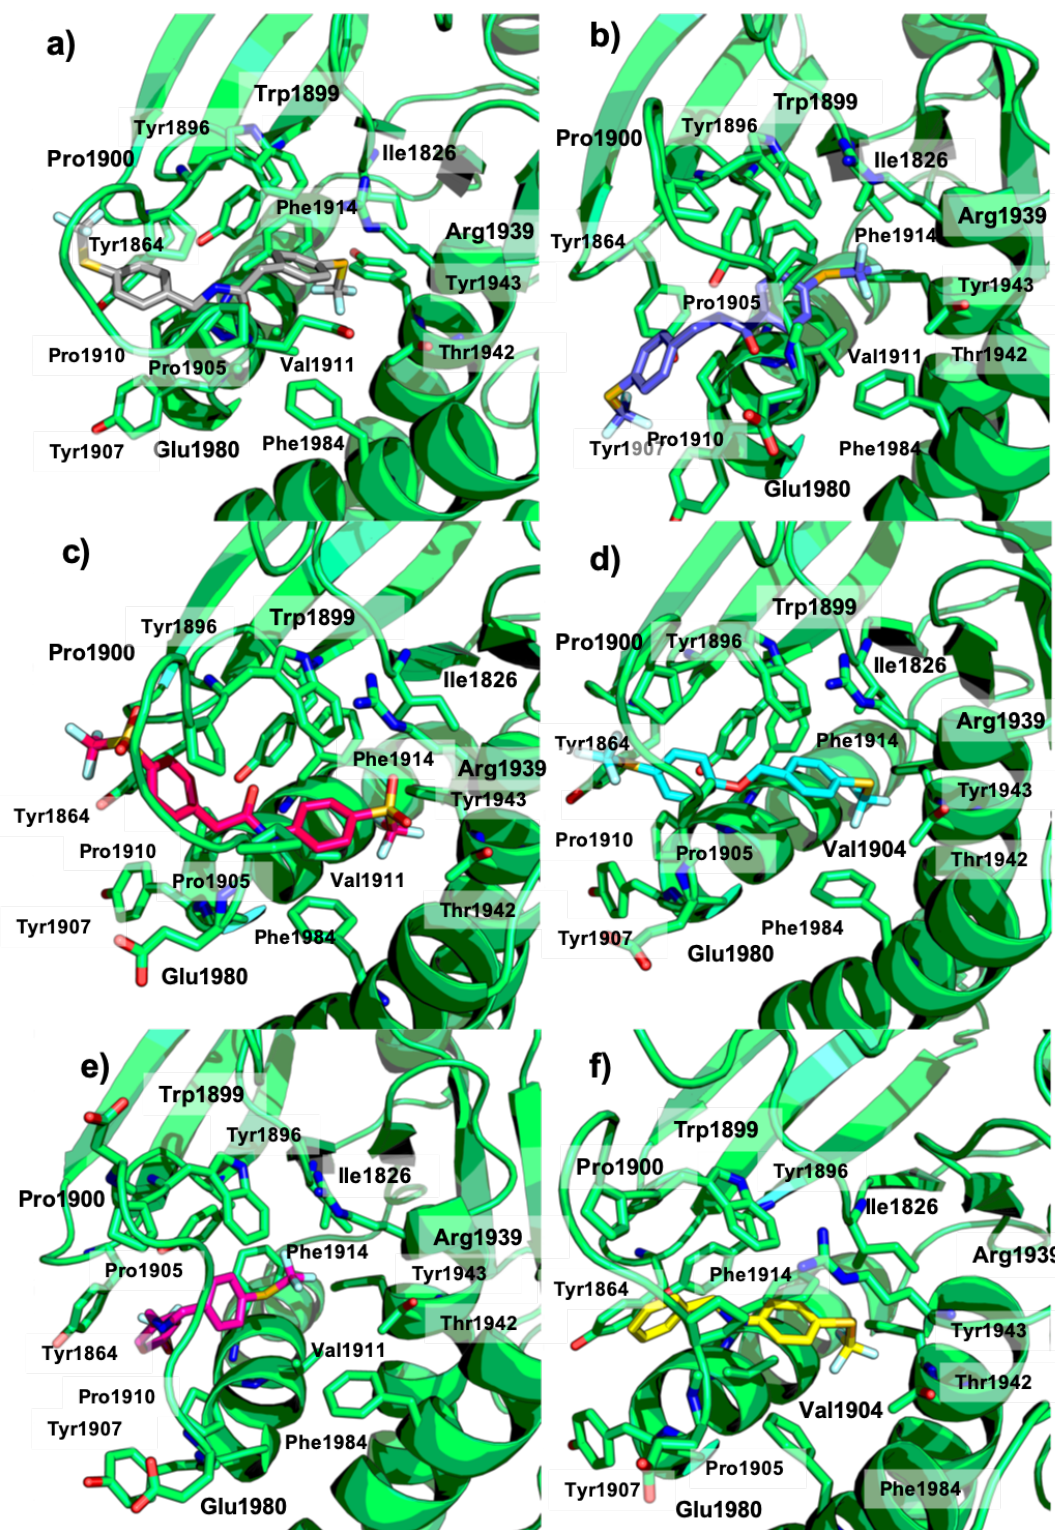 a)
Trp1899
Tyr1896
Pro1900
Ile1826
Phe1914
Arg1939
Tyr1864
Tyr1943
Pro1910
Pro1905
Val1911
Thr1942
Tyr1907
Glu1980
Phe1984
b)
Trp1899
Tyr1896
Pro1900
Ile1826
Arg1939
Tyr1864
Phe1914
Tyr1943
Pro1905
Val1911
Thr1942
Tyr1907
Pro1910
Phe1984
Glu1980
c)
Trp1899
Tyr1896
Pro1900
Ile1826
Phe1914
Arg1939
Tyr1943
Tyr1864
Pro1910
Pro1905
Val1911
Thr1942
Tyr1907
Phe1984
Glu1980
d)
Trp1899
Pro1900
Tyr1896
Ile1826
Arg1939
Tyr1864
Phe1914
Tyr1943
Pro1910
Pro1905
Val1904
Thr1942
Tyr1907
Phe1984
Glu1980
e)
Trp1899
Tyr1896
Ile1826
Pro1900
Phe1914
Arg1939
Pro1905
Tyr1943
Thr1942
Tyr1864
Val1911
Pro1910
Tyr1907
Phe1984
Glu1980
f)
Trp1899
Pro1900
Tyr1896
Ile1826
Arg1939
Phe1914
Tyr1864
Tyr1943
Thr1942
Val1904
Pro1905
Tyr1907
Phe1984
Glu1980